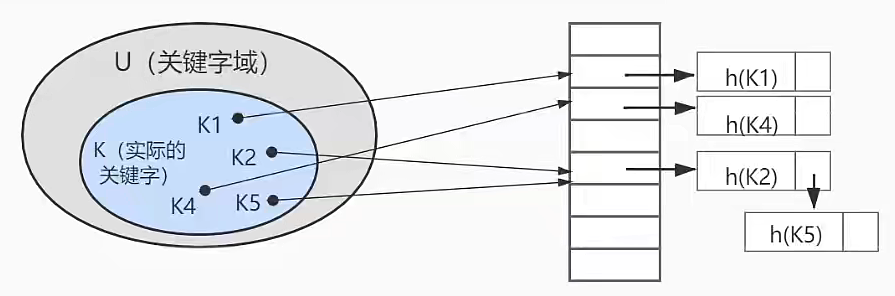 U（关键字域）
K1
K（实际的
关键字）
K2
K4
K5
h(K1)
h(K4)
h(K2)
h(K5)